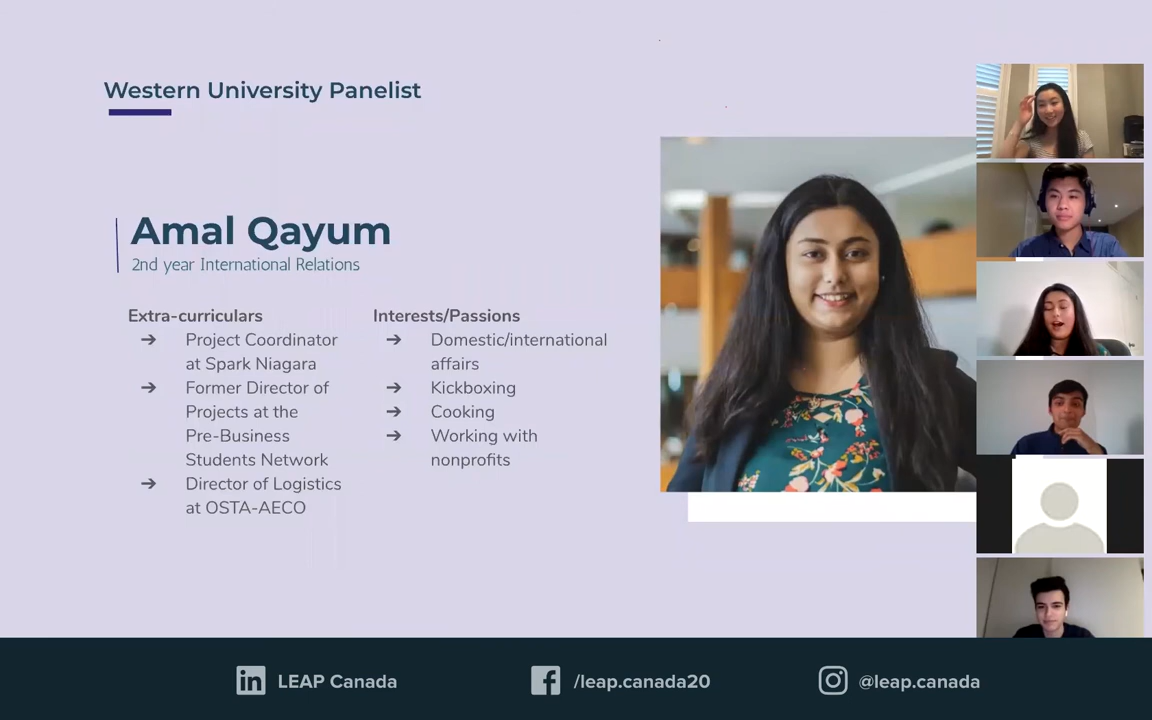 Western University Panelist
Amal Qayum
2nd year International Relations
Extra-curriculars
➔ Project Coordinator
at Spark Niagara
➔ Former Director of
Projects at the
Pre-Business
Students Network
➔ Director of Logistics
at OSTA-AECO
Interests/Passions
➔ Domestic/international
affairs
➔ Kickboxing
➔ Cooking
➔ Working with
nonprofits
in LEAP Canada
f /leap.canada20
@leap.canada